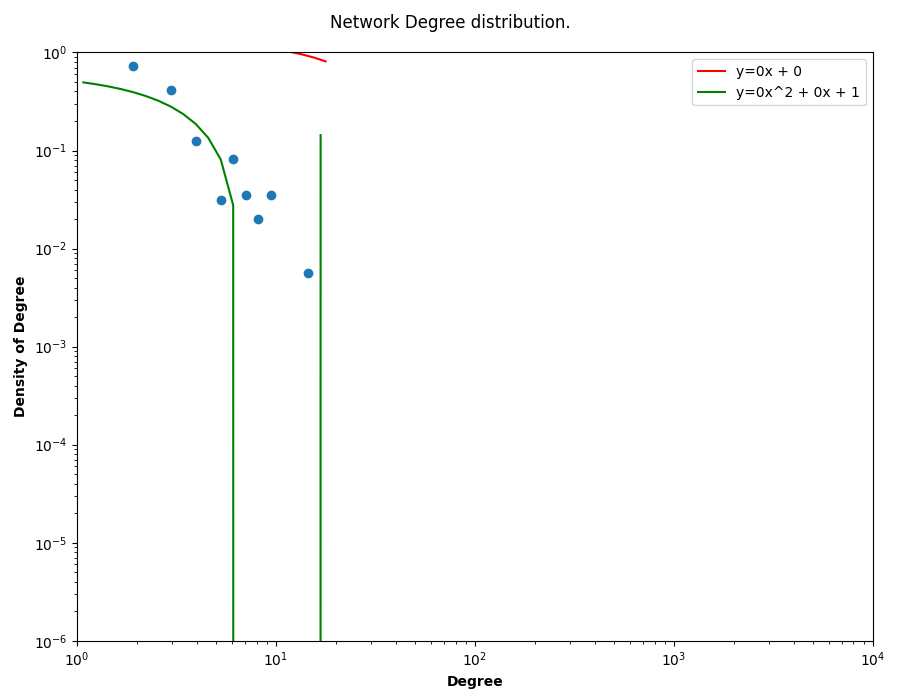 Network Degree distribution.
y=0x + 0
y=0x^2 + 0x + 1
Density of Degree
10^0
10^-1
10^-2
10^-3
10^-4
10^-5
10^-6
10^0
10^1
10^2
10^3
10^4
Degree